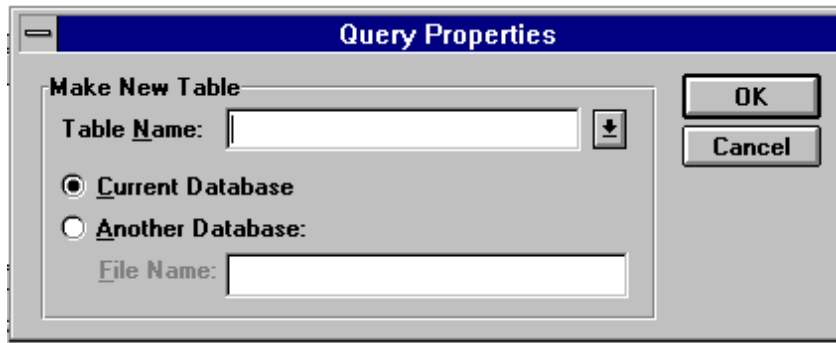 Query Properties
Make New Table
Table Name:
OK
Cancel
Current Database
Another Database:
File Name: